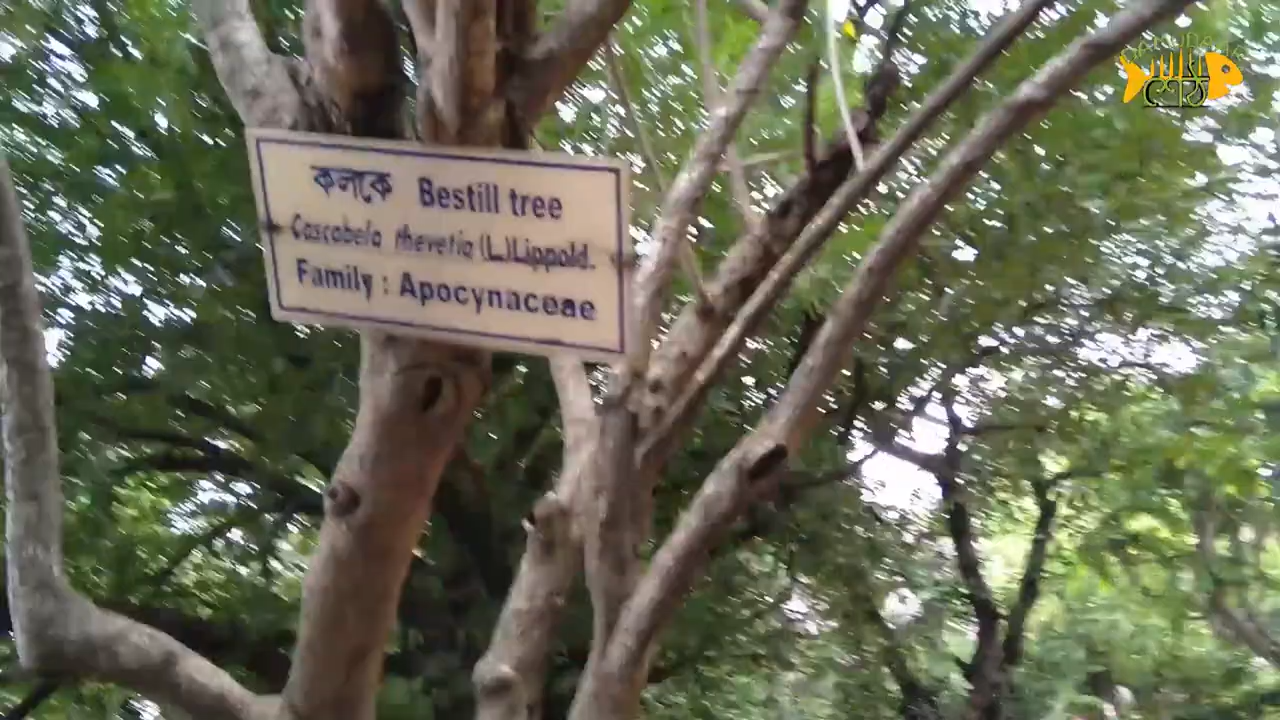 কলকে Bestill tree
Cascabela thevetia (L.) Lippold.
Family : Apocynaceae